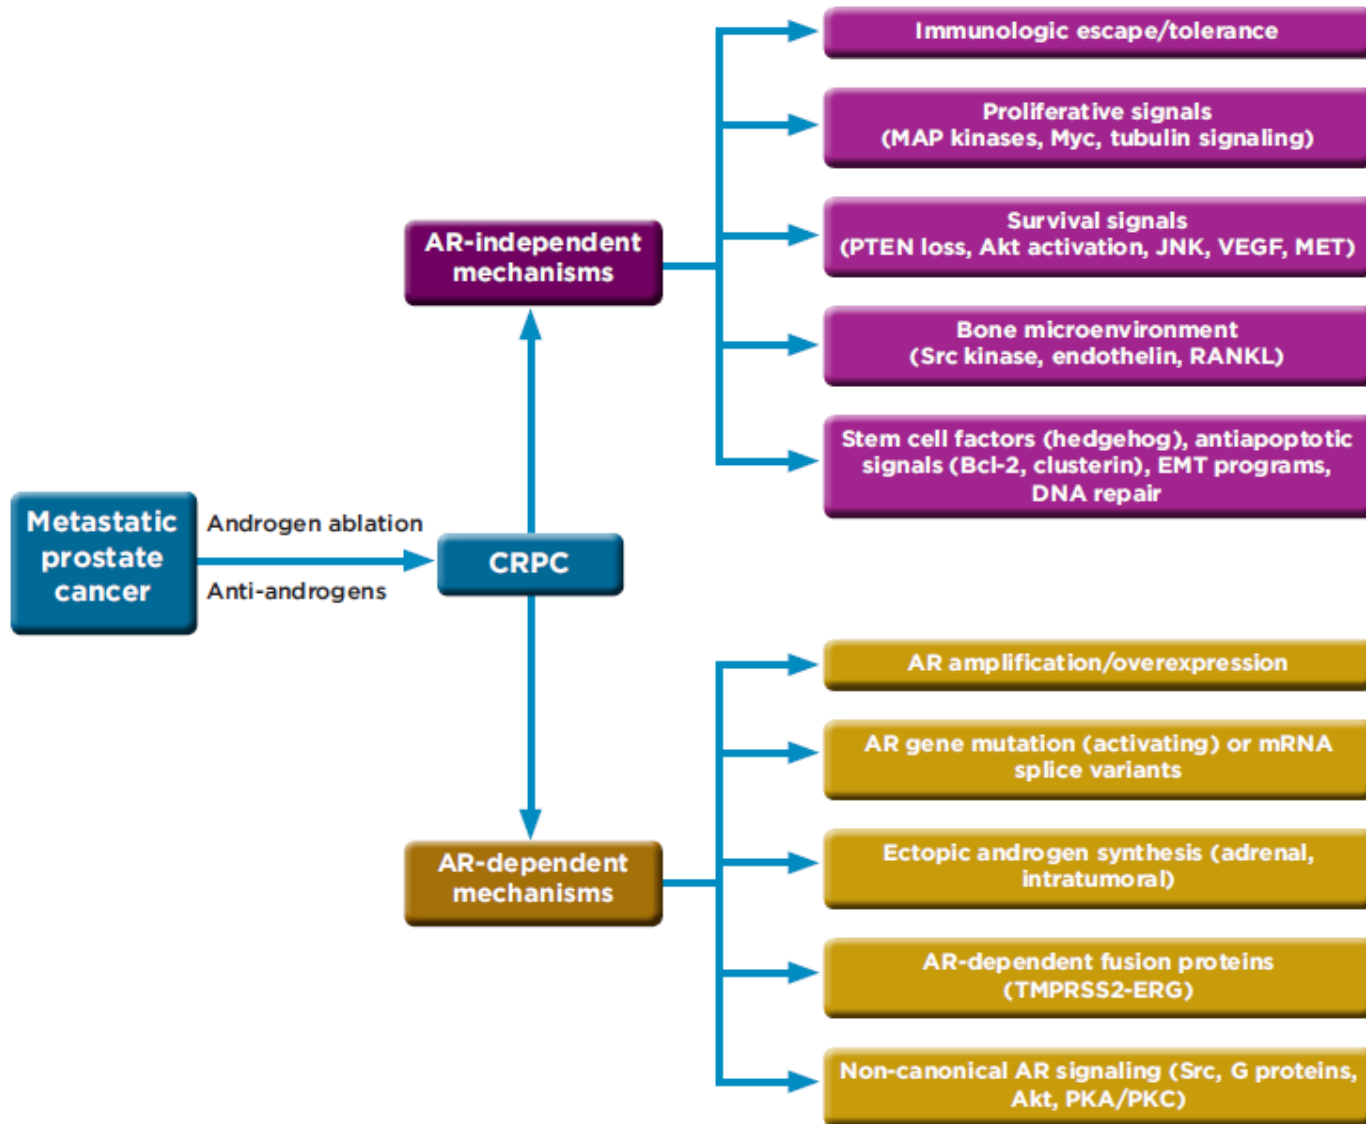 Immunologic escape/tolerance
Proliferative signals
(MAP kinases, Myc, tubulin signaling)
Survival signals
(PTEN loss, Akt activation, JNK, VEGF, MET)
AR-independent
mechanisms
Bone microenvironment
(Src kinase, endothelin, RANKL)
Stem cell factors (hedgehog), antiapoptotic
signals (Bcl-2, clusterin), EMT programs,
DNA repair
Metastatic
prostate
cancer
Androgen ablation
Anti-androgens
CRPC
AR amplification/overexpression
AR gene mutation (activating) or mRNA
splice variants
AR-dependent
mechanisms
Ectopic androgen synthesis (adrenal,
intratumoral)
AR-dependent fusion proteins
(TMPRSS2-ERG)
Non-canonical AR signaling (Src, G proteins,
Akt, PKA/PKC)